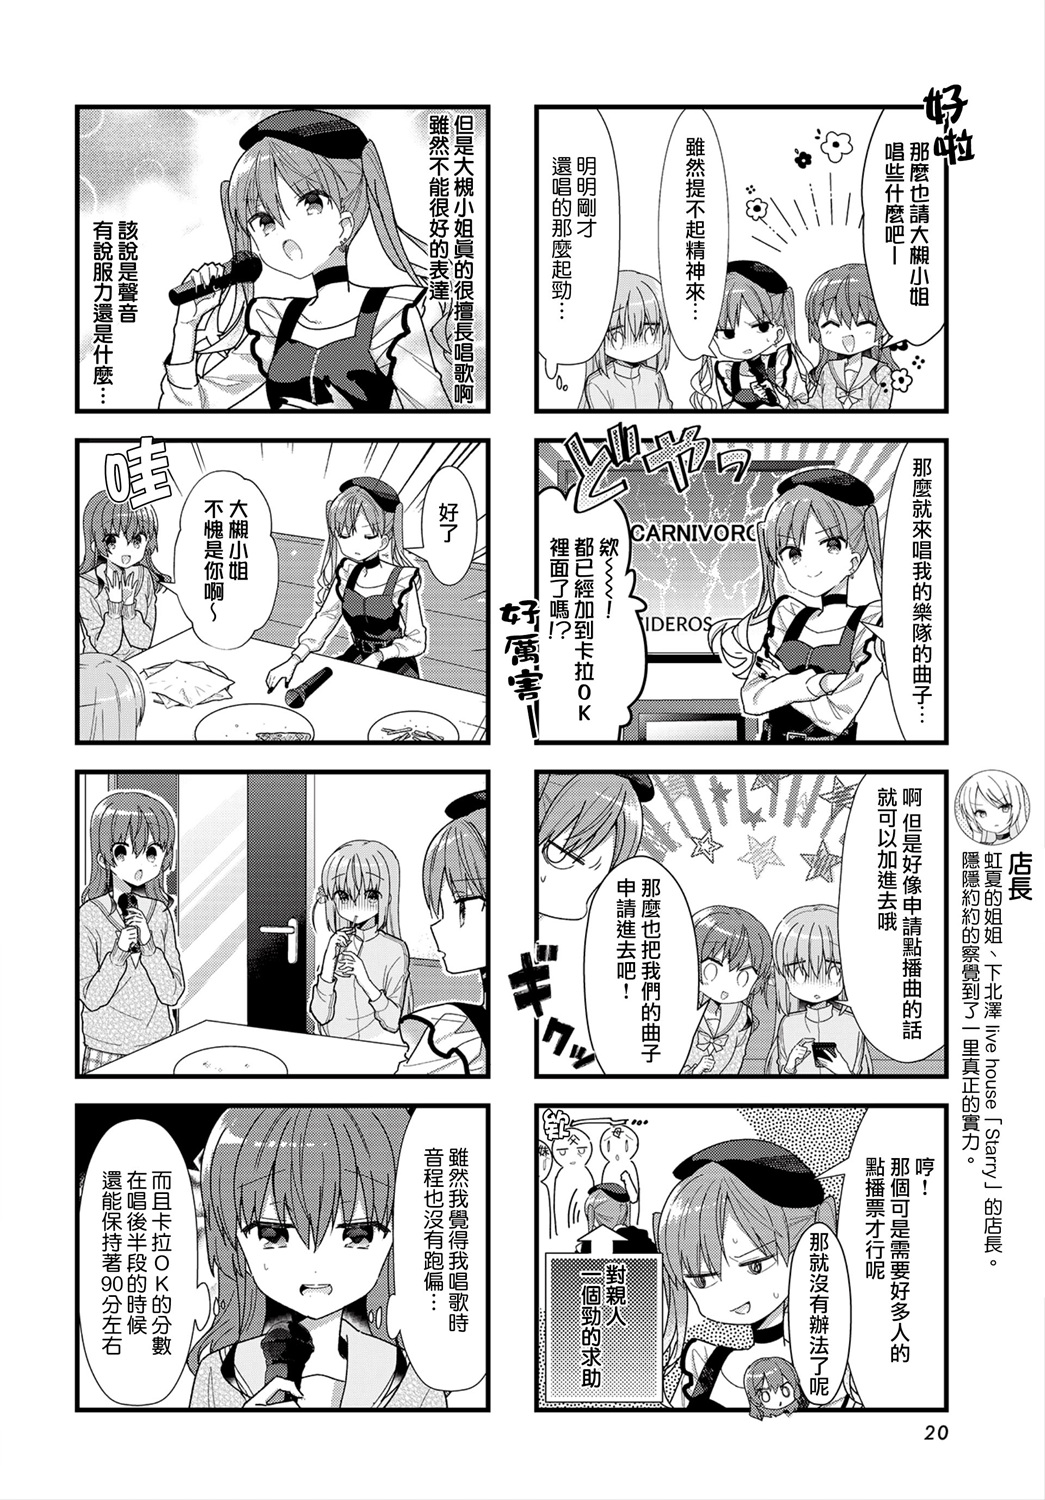 好啦
那麼也請大槻小姐
唱些什麼吧ー
雖然提不起精神來…
明明剛才
還唱的那麼起勁…
那麼就來唱我的樂隊的曲子…
どやっ
CARNIVORO
SIDEROS
欸～～～！
都已經加到卡拉OK
裡面了嗎！？
好厲害ー
啊 但是好像申請點播曲的話
就可以加進去哦
那麼也把我們的曲子
申請進去吧！
ギクッ
哼！
那個可是需要好多人的
點播票才行呢
那就沒有辦法了呢
對親人
一個勁的求助
但是大槻小姐真的很擅長唱歌啊
雖然不能很好的表達
該說是聲音
有說服力還是什麼…
好了
哇
大槻小姐
不愧是你啊～
雖然我覺得我唱歌時
音程也沒有跑偏…
而且卡拉OK的分數
在唱後半段的時候
還能保持著90分左右
店長
虹夏的姐姐、下北澤 live house「Starry」的店長。
隱隱約約的察覺到了一里真正的實力。
20